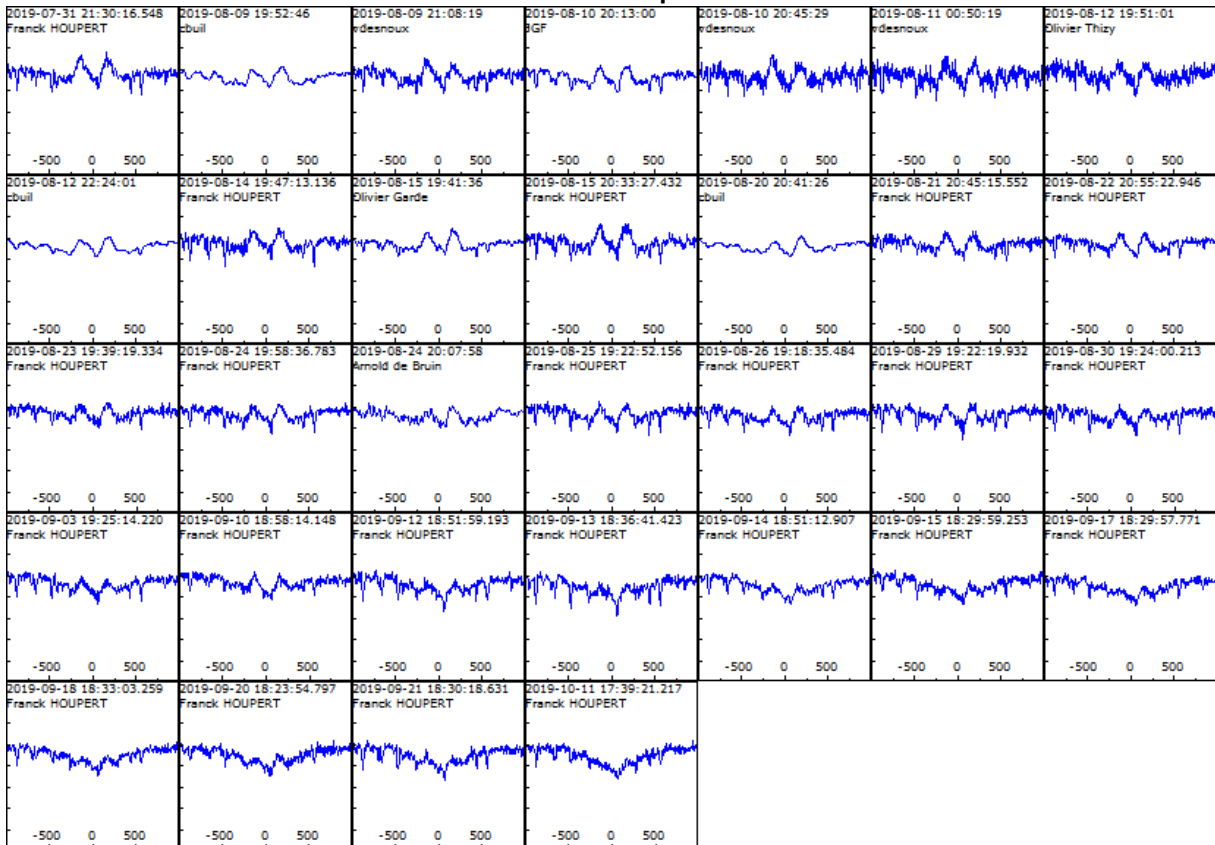 2019-07-31 21:30:16.548 2019-08-09 19:52:46 2019-08-09 21:08:19 2019-08-10 20:13:00 2019-08-10 20:45:29 2019-08-11 00:50:19 2019-08-12 19:51:01
Franck HOUPERT cbuil vdesnoux JGF vdesnoux vdesnoux Olivier Thizy
-500 0 500 -500 0 500 -500 0 500 -500 0 500 -500 0 500 -500 0 500 -500 0 500
2019-08-12 22:24:01 2019-08-14 19:47:13.136 2019-08-15 19:41:36 2019-08-15 20:33:27.432 2019-08-20 20:41:26 2019-08-21 20:45:15.552 2019-08-22 20:55:22.946
cbuil Franck HOUPERT Olivier Garde Franck HOUPERT cbuil Franck HOUPERT Franck HOUPERT
-500 0 500 -500 0 500 -500 0 500 -500 0 500 -500 0 500 -500 0 500 -500 0 500
2019-08-23 19:39:19.334 2019-08-24 19:58:36.783 2019-08-24 20:07:58 2019-08-25 19:22:52.156 2019-08-26 19:18:35.484 2019-08-29 19:22:19.932 2019-08-30 19:24:00.213
Franck HOUPERT Franck HOUPERT Arnold de Bruin Franck HOUPERT Franck HOUPERT Franck HOUPERT Franck HOUPERT
-500 0 500 -500 0 500 -500 0 500 -500 0 500 -500 0 500 -500 0 500 -500 0 500
2019-09-03 19:25:14.220 2019-09-10 18:58:14.148 2019-09-12 18:51:59.193 2019-09-13 18:36:41.423 2019-09-14 18:51:12.907 2019-09-15 18:29:59.253 2019-09-17 18:29:57.771
Franck HOUPERT Franck HOUPERT Franck HOUPERT Franck HOUPERT Franck HOUPERT Franck HOUPERT Franck HOUPERT
-500 0 500 -500 0 500 -500 0 500 -500 0 500 -500 0 500 -500 0 500 -500 0 500
2019-09-18 18:33:03.259 2019-09-20 18:23:54.797 2019-09-21 18:30:18.631 2019-10-11 17:39:21.217
Franck HOUPERT Franck HOUPERT Franck HOUPERT Franck HOUPERT
-500 0 500 -500 0 500 -500 0 500 -500 0 500